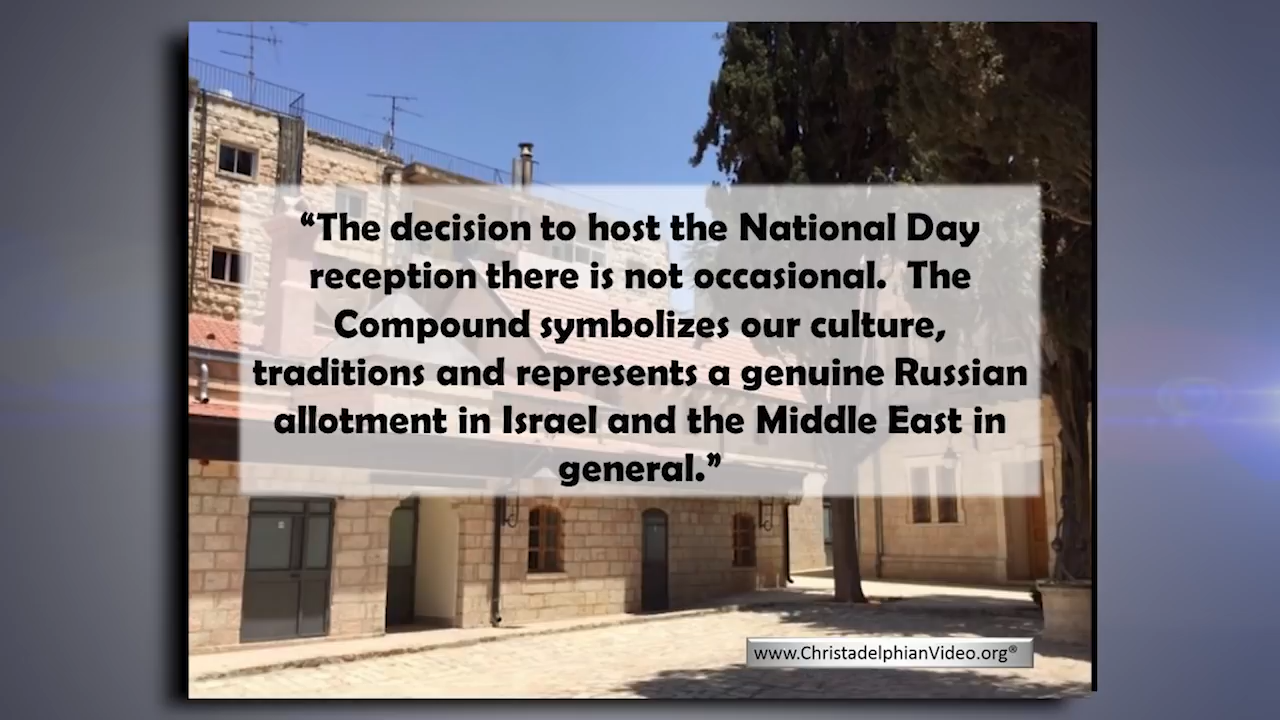 “The decision to host the National Day
reception there is not occasional.  The
Compound symbolizes our culture,
traditions and represents a genuine Russian
allotment in Israel and the Middle East in
general.”
www.ChristadelphianVideo.org®